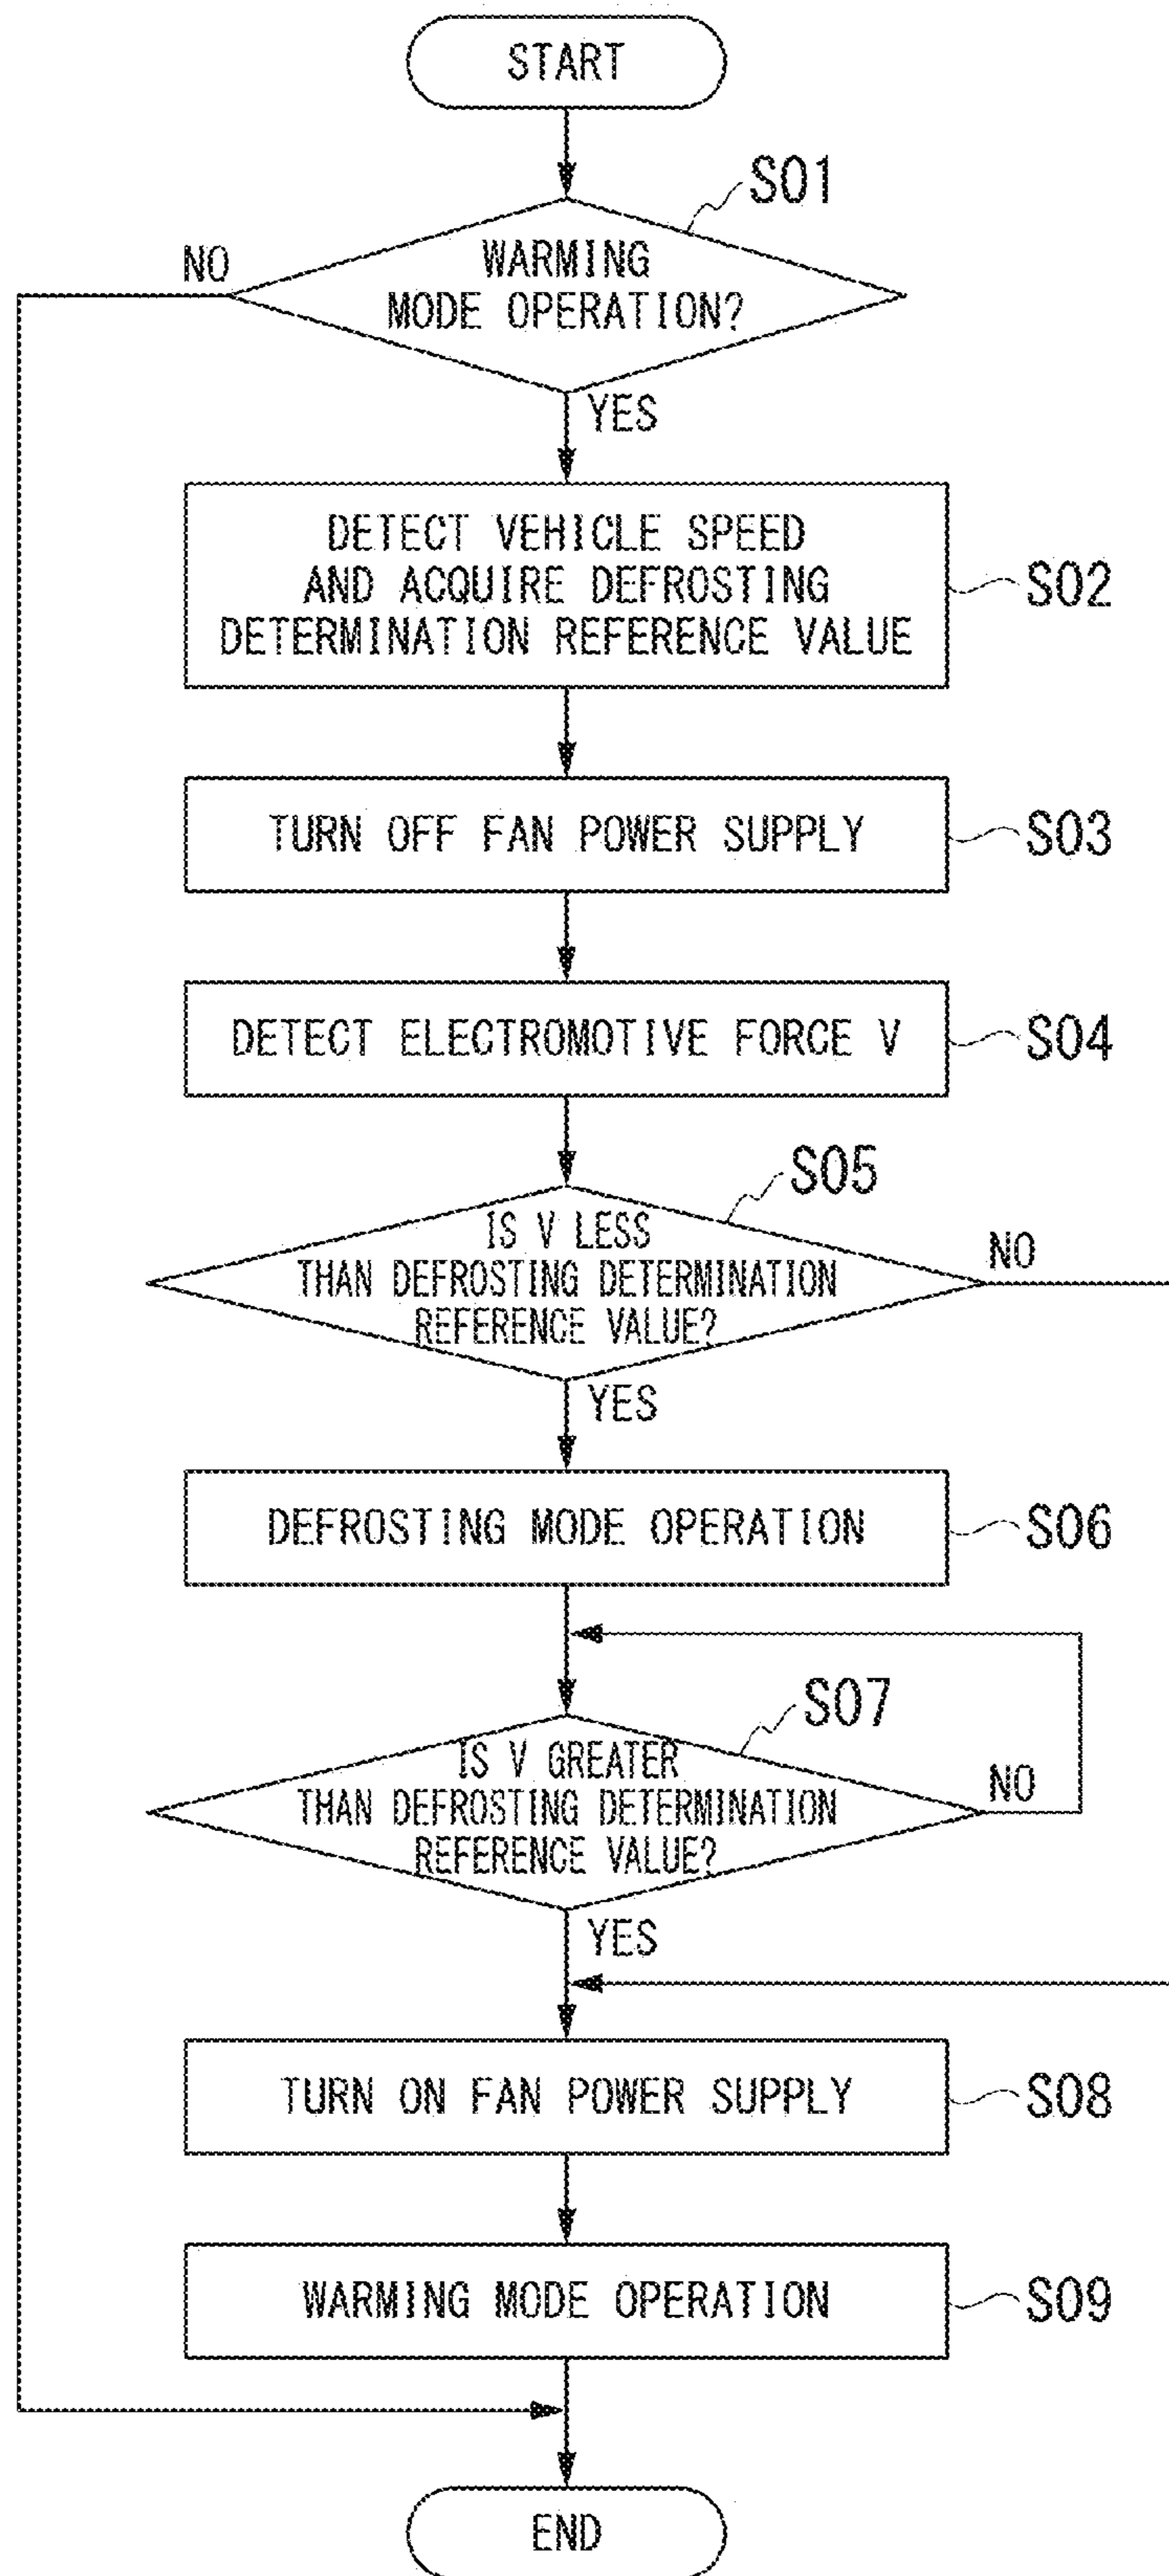 START
S01
NO
WARMING
MODE OPERATION?
YES
DETECT VEHICLE SPEED
AND ACQUIRE DEFROSTING
DETERMINATION REFERENCE VALUE
S02
TURN OFF FAN POWER SUPPLY
S03
DETECT ELECTROMOTIVE FORCE V
S04
S05
IS V LESS
THAN DEFROSTING DETERMINATION
REFERENCE VALUE?
NO
YES
DEFROSTING MODE OPERATION
S06
S07
IS V GREATER
THAN DEFROSTING DETERMINATION
REFERENCE VALUE?
NO
YES
TURN ON FAN POWER SUPPLY
S08
WARMING MODE OPERATION
S09
END